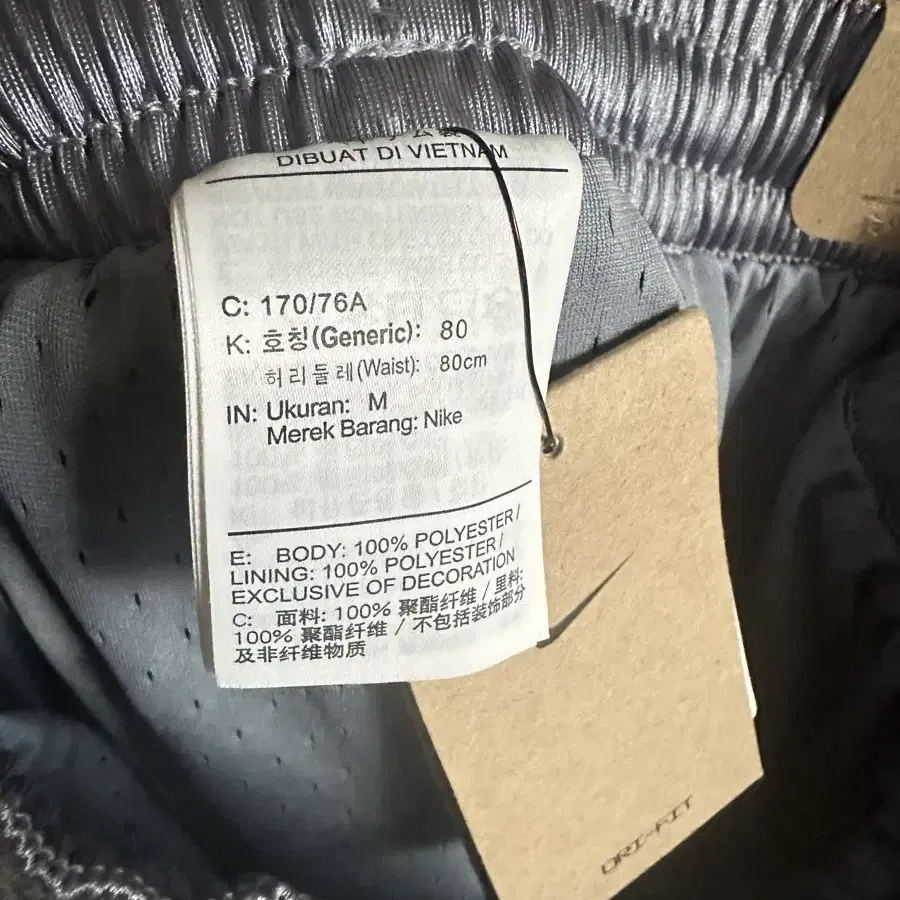 DIBUAT DI VIETNAM
C: 170/76A
K: 호칭(Generic): 80
허리둘레(Waist): 80cm
IN: Ukuran: M
Merek Barang: Nike
E: BODY: 100% POLYESTER/
LINING: 100% POLYESTER/
EXCLUSIVE OF DECORATION
C: 面料: 100% 聚酯纤维 / 里料:
100% 聚酯纤维 / 不包括装饰部分
及非纤维物质
DRI-FIT